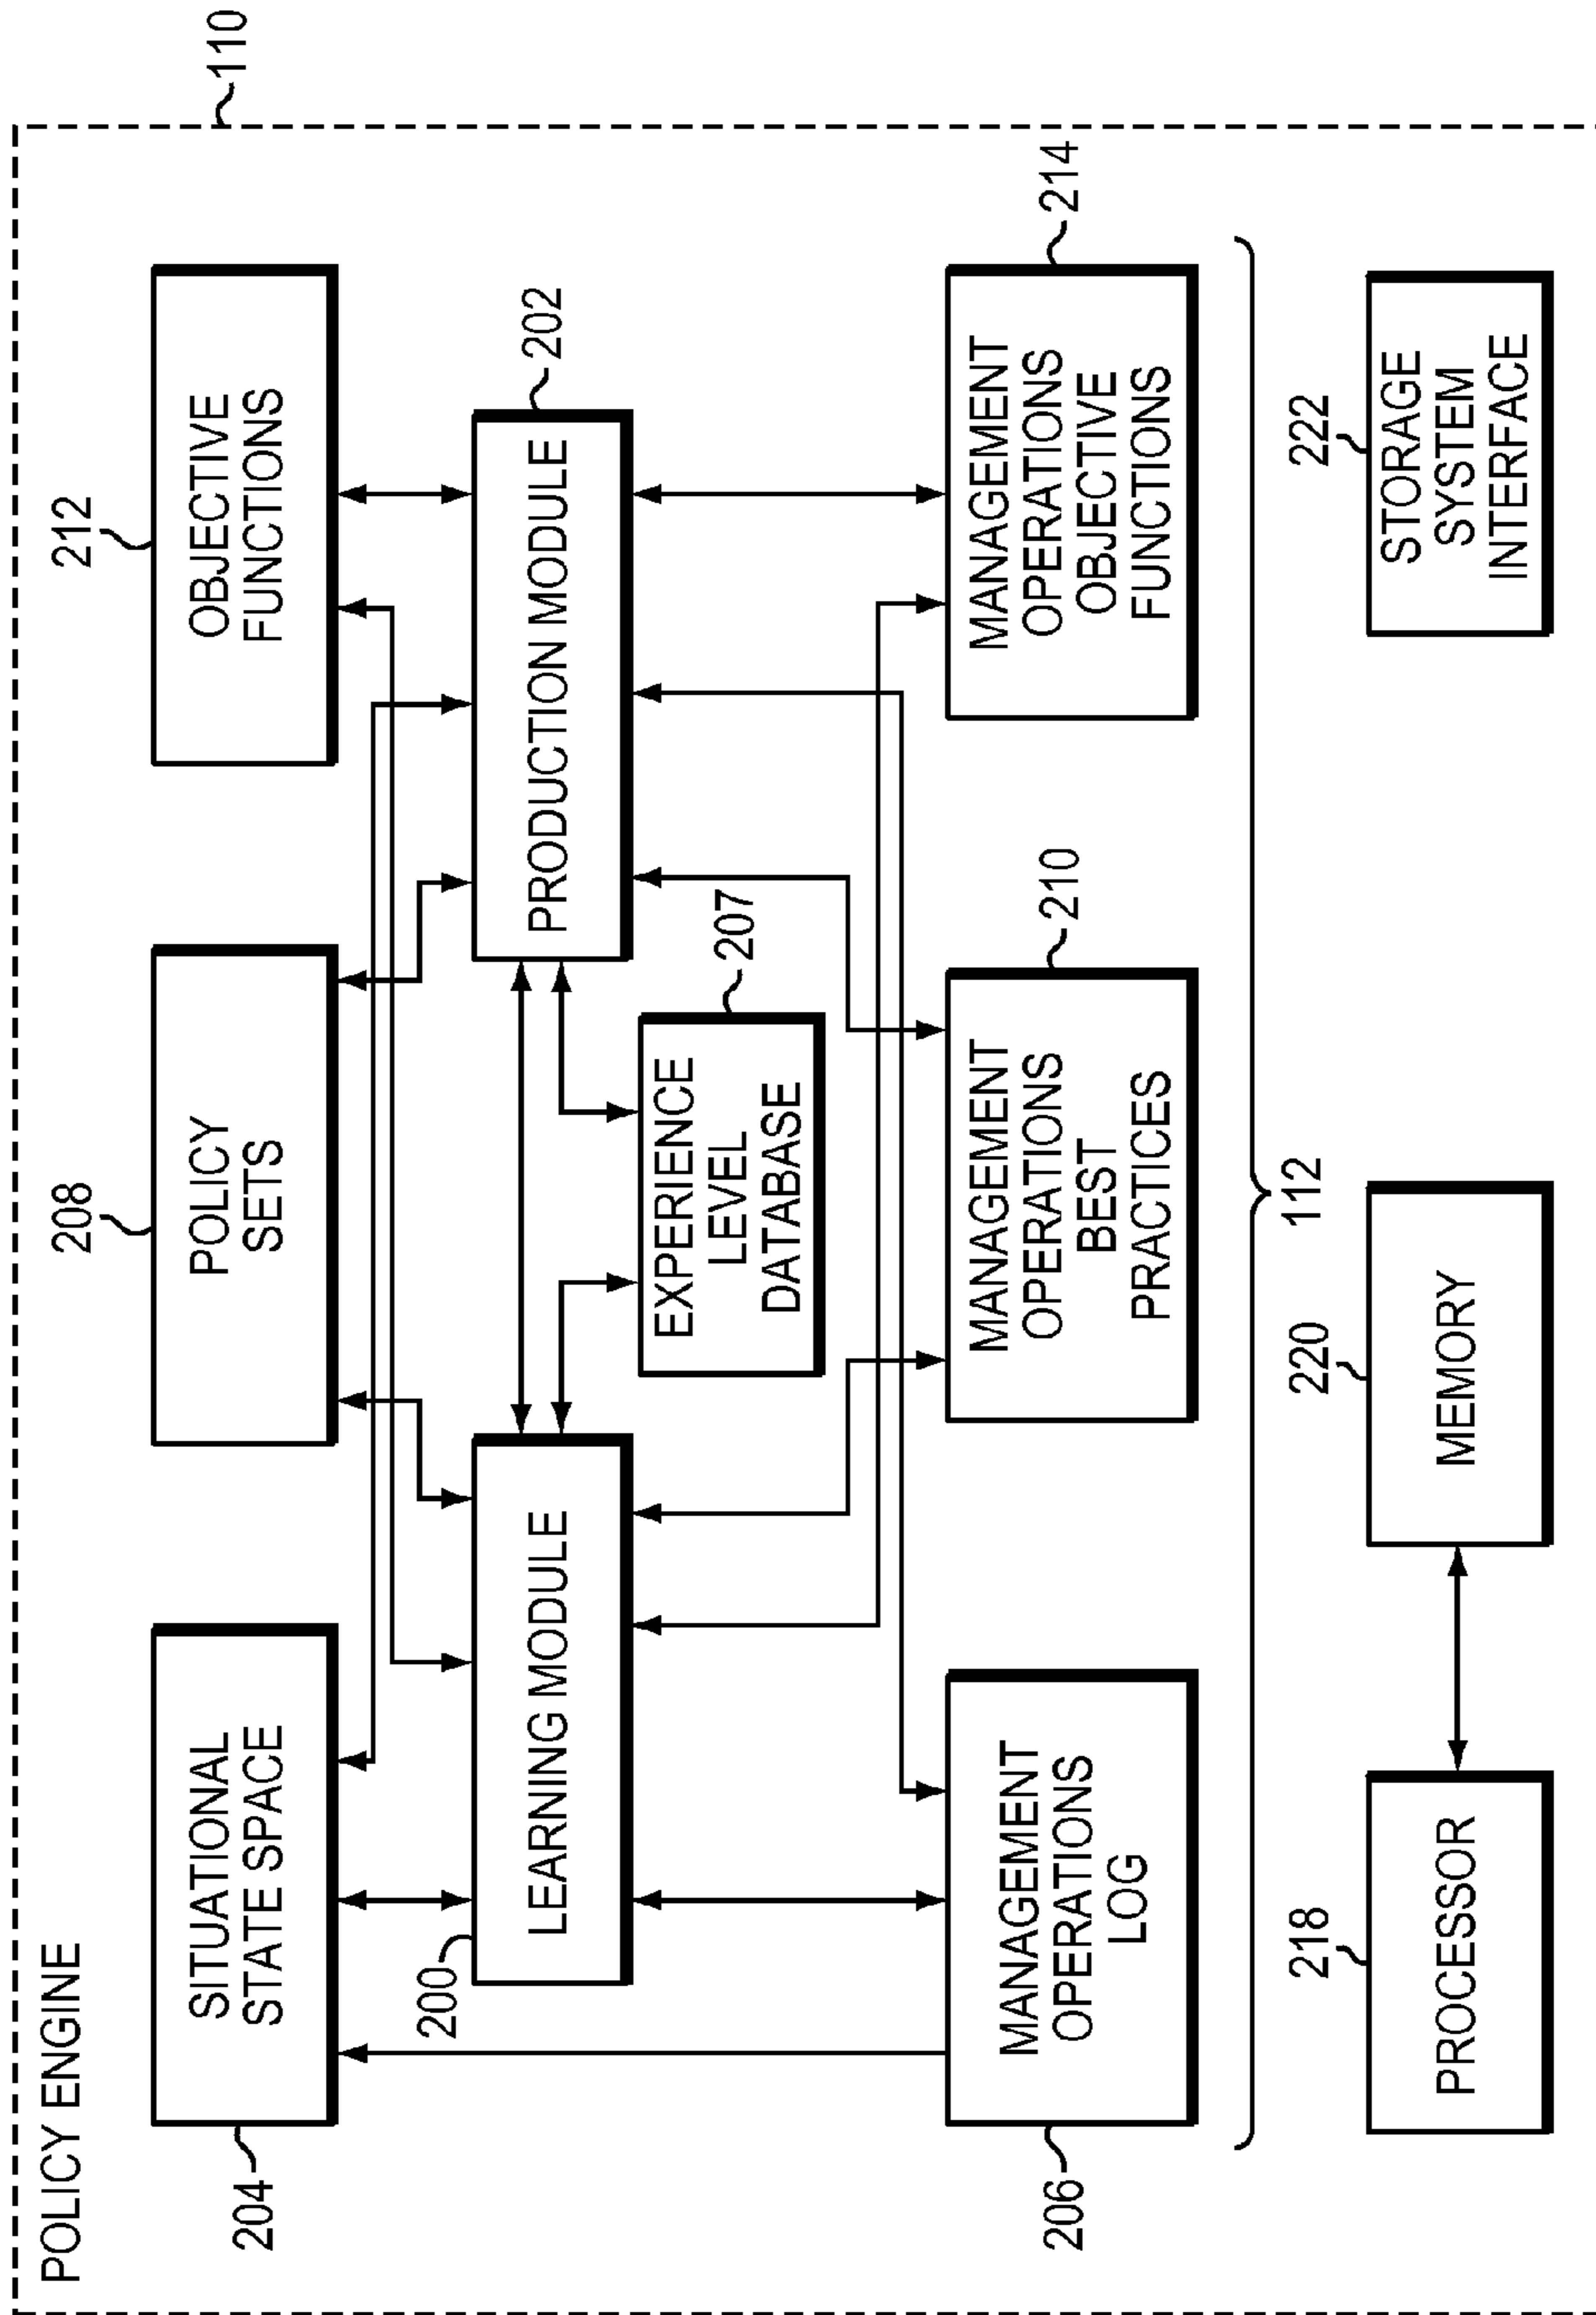 POLICY ENGINE
110
208
212
204
SITUATIONAL
STATE SPACE
POLICY
SETS
OBJECTIVE
FUNCTIONS
200
LEARNING MODULE
PRODUCTION MODULE
202
EXPERIENCE
LEVEL
DATABASE
207
206
MANAGEMENT
OPERATIONS
LOG
MANAGEMENT
OPERATIONS
BEST
PRACTICES
210
MANAGEMENT
OPERATIONS
OBJECTIVE
FUNCTIONS
214
112
218
PROCESSOR
220
MEMORY
222
STORAGE
SYSTEM
INTERFACE